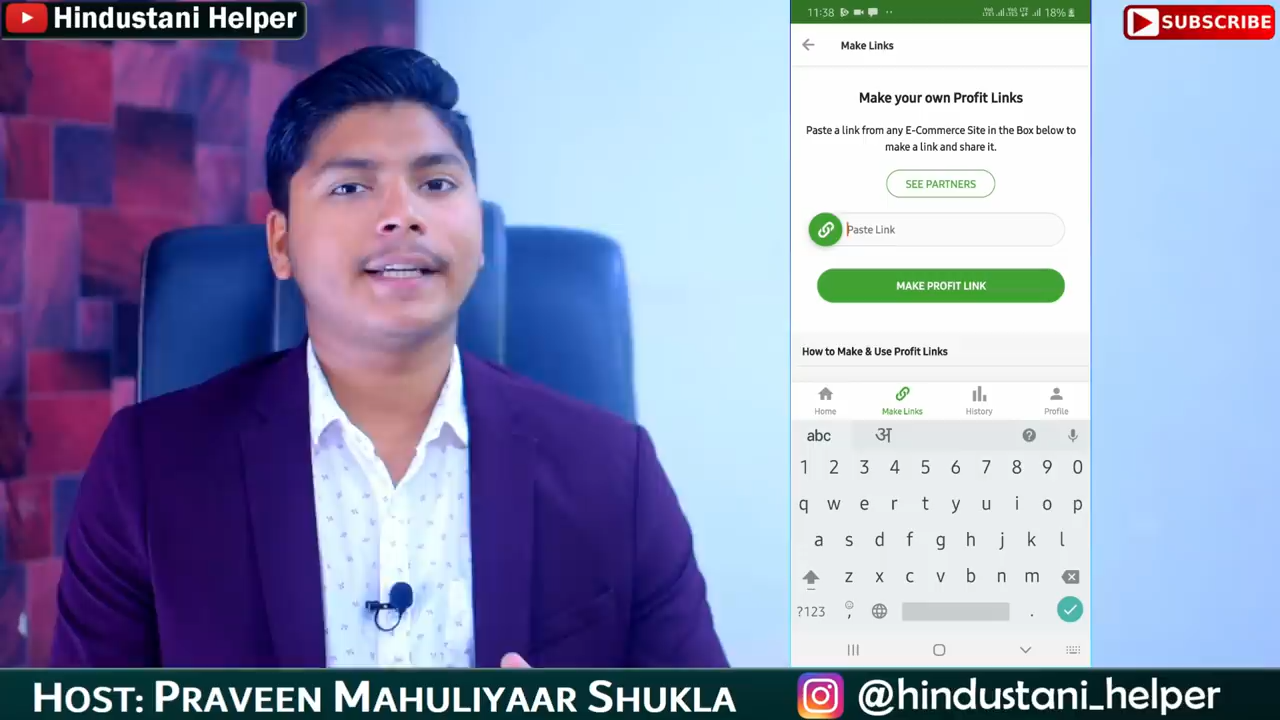 Hindustani Helper
SUBSCRIBE
11:38
18%
Make Links
Make your own Profit Links
Paste a link from any E-Commerce Site in the Box below to
make a link and share it.
SEE PARTNERS
Paste Link
MAKE PROFIT LINK
How to Make & Use Profit Links
Home Make Links History Profile
abc अ
1 2 3 4 5 6 7 8 9 0
q w e r t y u i o p
a s d f g h j k l
z x c v b n m
?123 , .
HOST: PRAVEEN MAHULIYAAR SHUKLA
@hindustani_helper